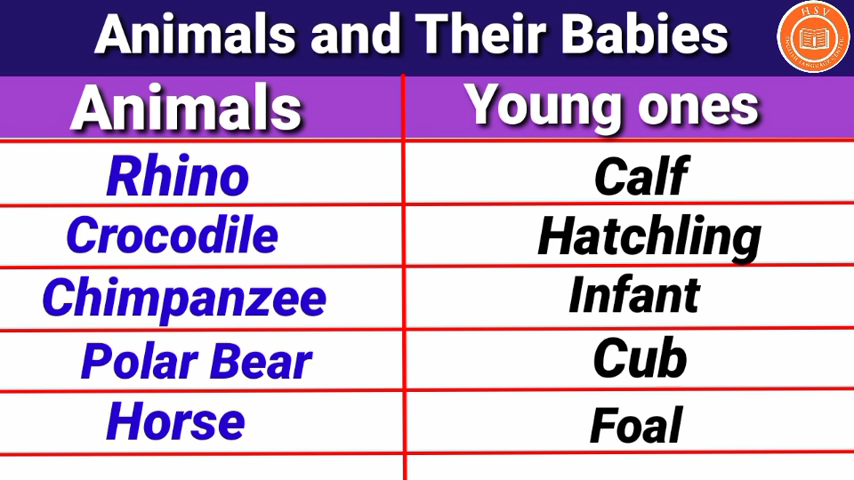 Animals and Their Babies
HSV
Animals Young ones
Rhino Calf
Crocodile Hatchling
Chimpanzee Infant
Polar Bear Cub
Horse Foal